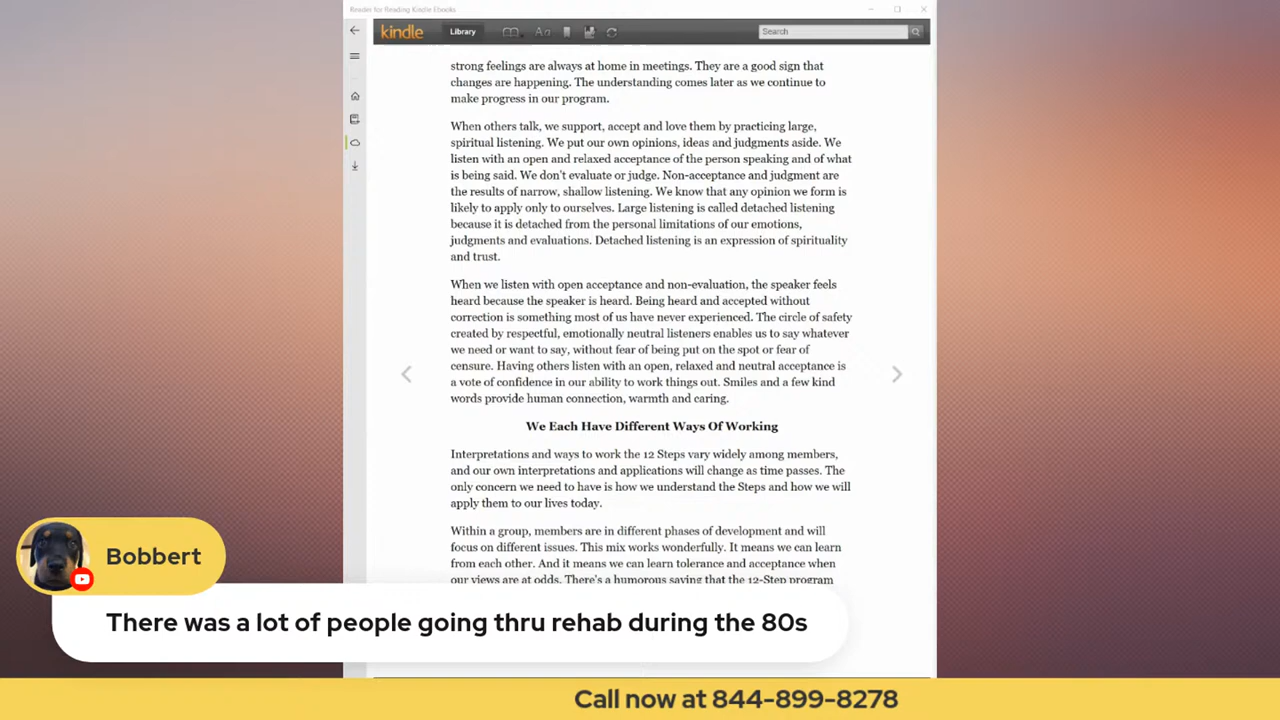 Reader for Reading Kindle Ebooks
kindle
Library
Aa
Search
strong feelings are always at home in meetings. They are a good sign that
changes are happening. The understanding comes later as we continue to
make progress in our program.
When others talk, we support, accept and love them by practicing large,
spiritual listening. We put our own opinions, ideas and judgments aside. We
listen with an open and relaxed acceptance of the person speaking and of what
is being said. We don't evaluate or judge. Non-acceptance and judgment are
the results of narrow, shallow listening. We know that any opinion we form is
likely to apply only to ourselves. Large listening is called detached listening
because it is detached from the personal limitations of our emotions,
judgments and evaluations. Detached listening is an expression of spirituality
and trust.
When we listen with open acceptance and non-evaluation, the speaker feels
heard because the speaker is heard. Being heard and accepted without
correction is something most of us have never experienced. The circle of safety
created by respectful, emotionally neutral listeners enables us to say whatever
we need or want to say, without fear of being put on the spot or fear of
censure. Having others listen with an open, relaxed and neutral acceptance is
a vote of confidence in our ability to work things out. Smiles and a few kind
words provide human connection, warmth and caring.
We Each Have Different Ways Of Working
Interpretations and ways to work the 12 Steps vary widely among members,
and our own interpretations and applications will change as time passes. The
only concern we need to have is how we understand the Steps and how we will
apply them to our lives today.
Within a group, members are in different phases of development and will
focus on different issues. This mix works wonderfully. It means we can learn
from each other. And it means we can learn tolerance and acceptance when
our views are at odds. There's a humorous saying that the 12-Step program
Bobbert
There was a lot of people going thru rehab during the 80s
Call now at 844-899-8278